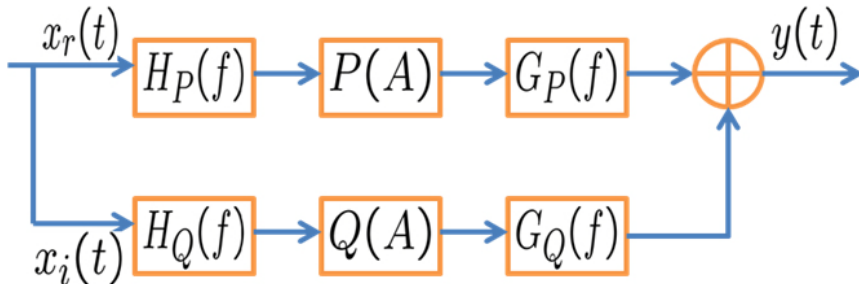 x_r(t) H_P(f) P(A) G_P(f) y(t)
x_i(t) H_Q(f) Q(A) G_Q(f)